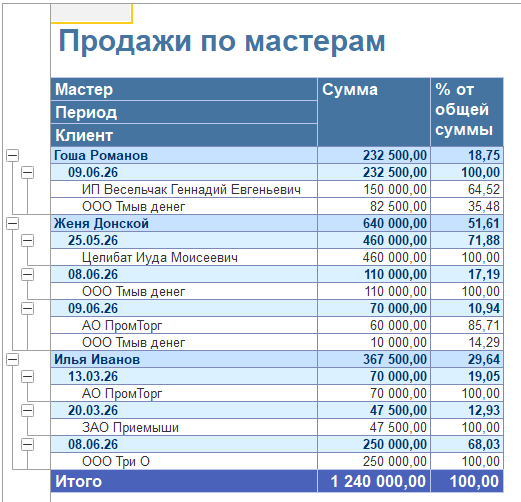 Продажи по мастерам
Мастер Сумма % от общей суммы
Период
Клиент
Гоша Романов 232 500,00 18,75
09.06.26 232 500,00 100,00
ИП Весельчак Геннадий Евгеньевич 150 000,00 64,52
ООО Тмыв денег 82 500,00 35,48
Женя Донской 640 000,00 51,61
25.05.26 460 000,00 71,88
Целибат Иуда Моисеевич 460 000,00 100,00
08.06.26 110 000,00 17,19
ООО Тмыв денег 110 000,00 100,00
09.06.26 70 000,00 10,94
АО ПромТорг 60 000,00 85,71
ООО Тмыв денег 10 000,00 14,29
Илья Иванов 367 500,00 29,64
13.03.26 70 000,00 19,05
АО ПромТорг 70 000,00 100,00
20.03.26 47 500,00 12,93
ЗАО Приемыши 47 500,00 100,00
08.06.26 250 000,00 68,03
ООО Три О 250 000,00 100,00
Итого 1 240 000,00 100,00